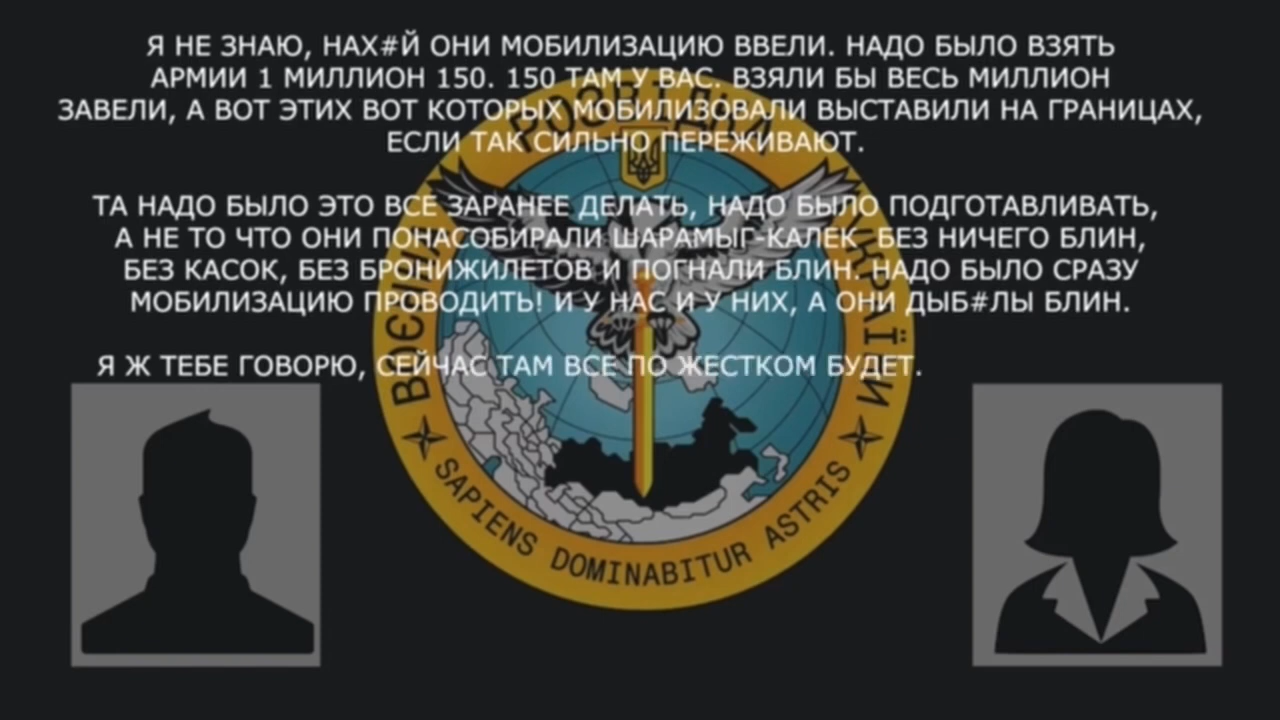 Я НЕ ЗНАЮ, НАХ#Й ОНИ МОБИЛИЗАЦИЮ ВВЕЛИ. НАДО БЫЛО ВЗЯТЬ
АРМИИ 1 МИЛЛИОН 150. 150 ТАМ У ВАС. ВЗЯЛИ БЫ ВЕСЬ МИЛЛИОН
ЗАВЕЛИ, А ВОТ ЭТИХ ВОТ КОТОРЫХ МОБИЛИЗОВАЛИ ВЫСТАВИЛИ НА ГРАНИЦАХ,
ЕСЛИ ТАК СИЛЬНО ПЕРЕЖИВАЮТ.
ТА НАДО БЫЛО ЭТО ВСЕ ЗАРАНЕЕ ДЕЛАТЬ, НАДО БЫЛО ПОДГОТАВЛИВАТЬ,
А НЕ ТО ЧТО ОНИ ПОНАСОБИРАЛИ ШАРАМЫГ-КАЛЕК БЕЗ НИЧЕГО БЛИН,
БЕЗ КАСОК, БЕЗ БРОНИЖИЛЕТОВ И ПОГНАЛИ БЛИН. НАДО БЫЛО СРАЗУ
МОБИЛИЗАЦИЮ ПРОВОДИТЬ! И У НАС И У НИХ, А ОНИ ДЫБ#ЛЫ БЛИН.
Я Ж ТЕБЕ ГОВОРЮ, СЕЙЧАС ТАМ ВСЕ ПО ЖЕСТКОМ БУДЕТ.
ВОЄННА РОЗВІДКА УКРАЇНИ
SAPIENS DOMINABITUR ASTRIS